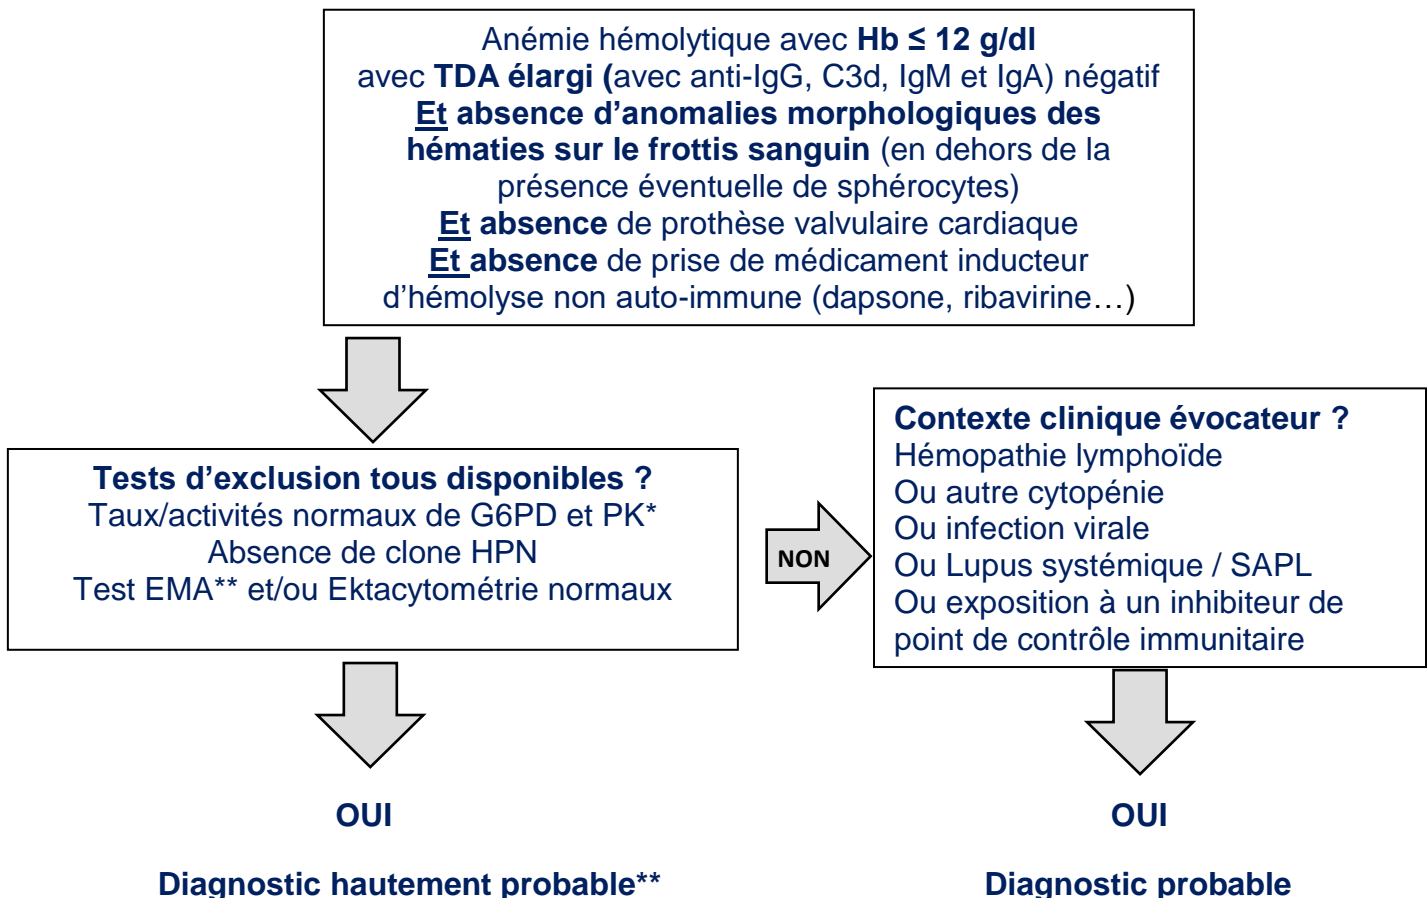 Anémie hémolytique avec Hb ≤ 12 g/dl
avec TDA élargi (avec anti-IgG, C3d, IgM et IgA) négatif
Et absence d’anomalies morphologiques des
hématies sur le frottis sanguin (en dehors de la
présence éventuelle de sphérocytes)
Et absence de prothèse valvulaire cardiaque
Et absence de prise de médicament inducteur
d’hémolyse non auto-immune (dapsone, ribavirine…)
Tests d’exclusion tous disponibles ?
Taux/activités normaux de G6PD et PK*
Absence de clone HPN
Test EMA** et/ou Ektacytométrie normaux
NON
Contexte clinique évocateur ?
Hémopathie lymphoïde
Ou autre cytopénie
Ou infection virale
Ou Lupus systémique / SAPL
Ou exposition à un inhibiteur de
point de contrôle immunitaire
OUI
Diagnostic hautement probable**
OUI
Diagnostic probable